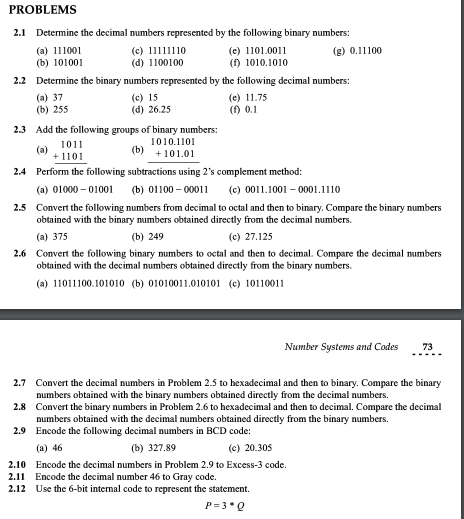 PROBLEMS
2.1 Determine the decimal numbers represented by the following binary numbers:
(a) 111001 (c) 11111110 (e) 1101.0011 (g) 0.11100
(b) 101001 (d) 1100100 (f) 1010.1010
2.2 Determine the binary numbers represented by the following decimal numbers:
(a) 37 (c) 15 (e) 11.75
(b) 255 (d) 26.25 (f) 0.1
2.3 Add the following groups of binary numbers:
(a) 1011 (b) 1010.1101
+1101 +101.01
2.4 Perform the following subtractions using 2's complement method:
(a) 01000 – 01001 (b) 01100 – 00011 (c) 0011.1001 – 0001.1110
2.5 Convert the following numbers from decimal to octal and then to binary. Compare the binary numbers
obtained with the binary numbers obtained directly from the decimal numbers.
(a) 375 (b) 249 (c) 27.125
2.6 Convert the following binary numbers to octal and then to decimal. Compare the decimal numbers
obtained with the decimal numbers obtained directly from the binary numbers.
(a) 11011100.101010 (b) 01010011.010101 (c) 10110011
Number Systems and Codes 73
2.7 Convert the decimal numbers in Problem 2.5 to hexadecimal and then to binary. Compare the binary
numbers obtained with the binary numbers obtained directly from the decimal numbers.
2.8 Convert the binary numbers in Problem 2.6 to hexadecimal and then to decimal. Compare the decimal
numbers obtained with the decimal numbers obtained directly from the binary numbers.
2.9 Encode the following decimal numbers in BCD code:
(a) 46 (b) 327.89 (c) 20.305
2.10 Encode the decimal numbers in Problem 2.9 to Excess-3 code.
2.11 Encode the decimal number 46 to Gray code.
2.12 Use the 6-bit internal code to represent the statement.
P = 3 * Q